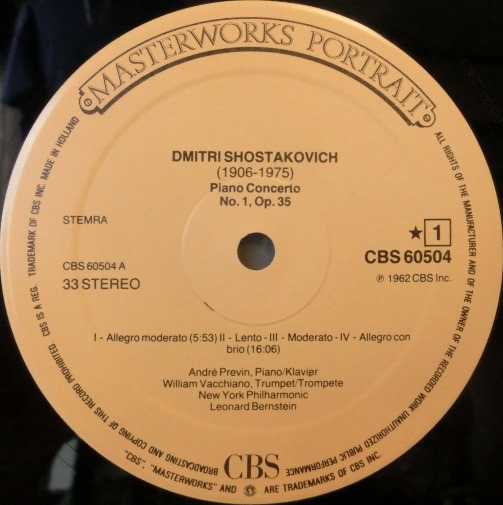 MASTERWORKS PORTRAIT
DMITRI SHOSTAKOVICH
(1906-1975)
Piano Concerto
No. 1, Op. 35
STEMRA
★ 1
CBS 60504 A
CBS 60504
33 STEREO
℗ 1962 CBS Inc.
I - Allegro moderato (5:53) II - Lento - III - Moderato - IV - Allegro con
brio (16:06)
André Previn, Piano/Klavier
William Vacchiano, Trumpet/Trompete
New York Philharmonic
Leonard Bernstein
CBS
ALL RIGHTS OF THE MANUFACTURER AND OF THE OWNER OF THE RECORDED WORK. UNAUTHORIZED PUBLIC PERFORMANCE
BROADCASTING AND COPYING OF THIS RECORD PROHIBITED. CBS IS A REG. TRADEMARK OF CBS INC. MADE IN HOLLAND
"CBS", "MASTERWORKS" AND ARE TRADEMARKS OF CBS INC.